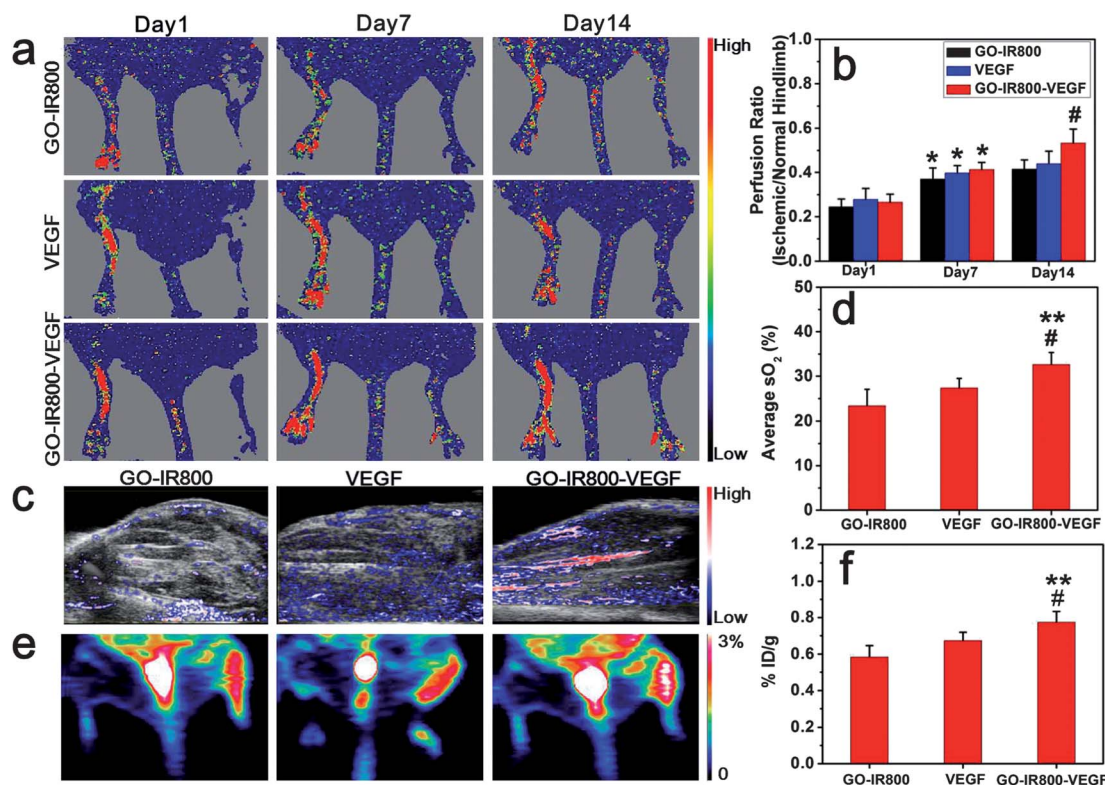 a
Day1
Day7
Day14
GO-IR800
VEGF
GO-IR800-VEGF
High
Low
b
Perfusion Ratio
(Ischemic/Normal Hindlimb)
1.0
0.8
0.6
0.4
0.2
0.0
GO-IR800
VEGF
GO-IR800-VEGF
* * *
#
Day1 Day7 Day14
c
GO-IR800
VEGF
GO-IR800-VEGF
High
Low
d
Average sO₂ (%)
50
40
30
20
10
0
**
#
GO-IR800 VEGF GO-IR800-VEGF
e
3%
0
f
% ID/g
1.2
1.0
0.8
0.6
0.4
0.2
0.0
**
#
GO-IR800 VEGF GO-IR800-VEGF